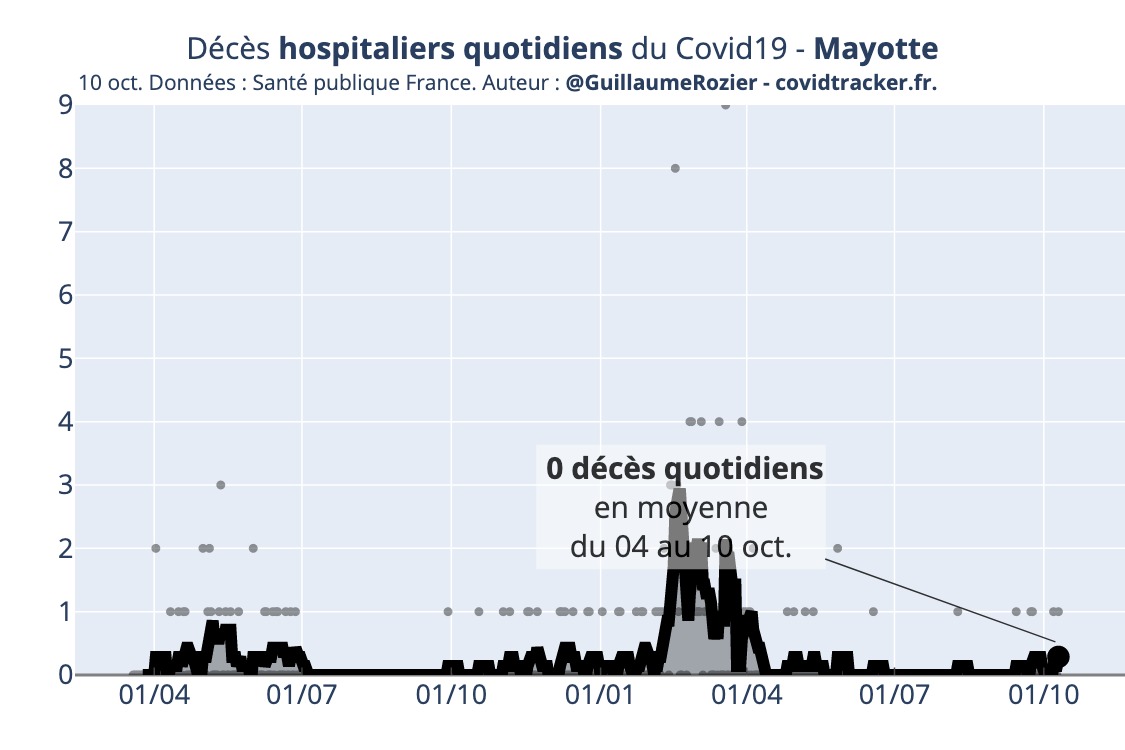 Décès hospitaliers quotidiens du Covid19 - Mayotte
10 oct. Données : Santé publique France. Auteur : @GuillaumeRozier - covidtracker.fr.
9
8
7
6
5
4
3
2
1
0
0 décès quotidiens
en moyenne
du 04 au 10 oct.
01/04 01/07 01/10 01/01 01/04 01/07 01/10